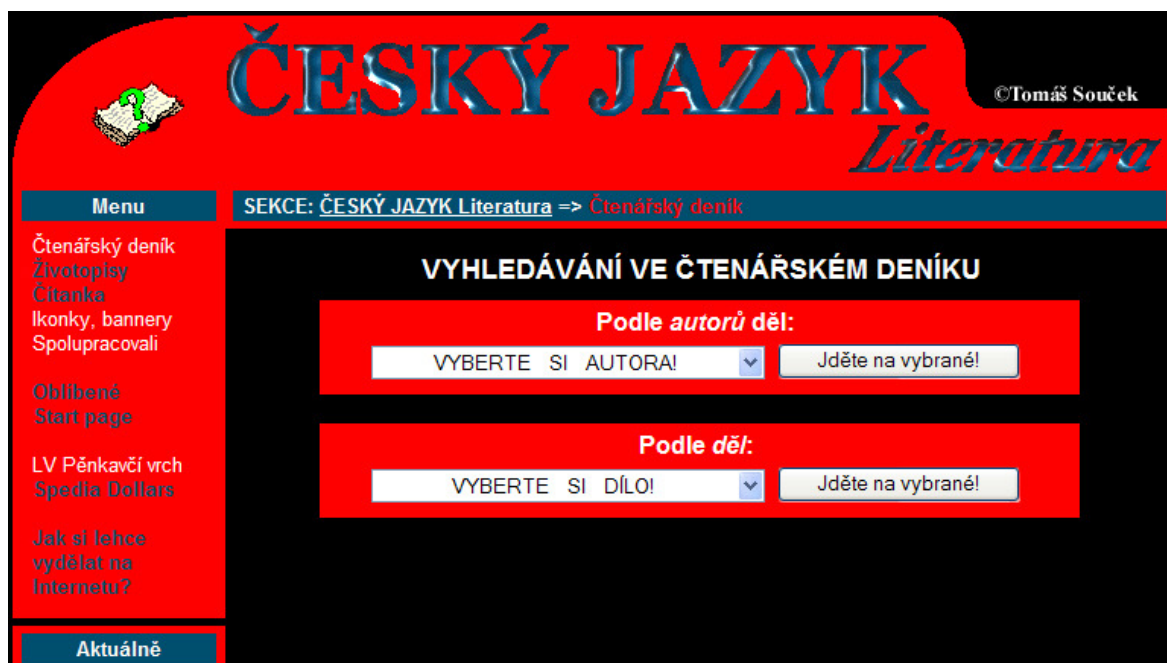 ČESKÝ JAZYK
©Tomáš Souček
Literatura
Menu
SEKCE: ČESKÝ JAZYK Literatura => Čtenářský deník
Čtenářský deník
Životopisy
Čítanka
Ikonky, bannery
Spolupracovali
Oblíbené
Start page
LV Pěnkavčí vrch
Spedia Dollars
Jak si lehce
vydělat na
Internetu?
Aktuálně
VYHLEDÁVÁNÍ VE ČTENÁŘSKÉM DENÍKU
Podle autorů děl:
VYBERTE SI AUTORA!
Jděte na vybrané!
Podle děl:
VYBERTE SI DÍLO!
Jděte na vybrané!